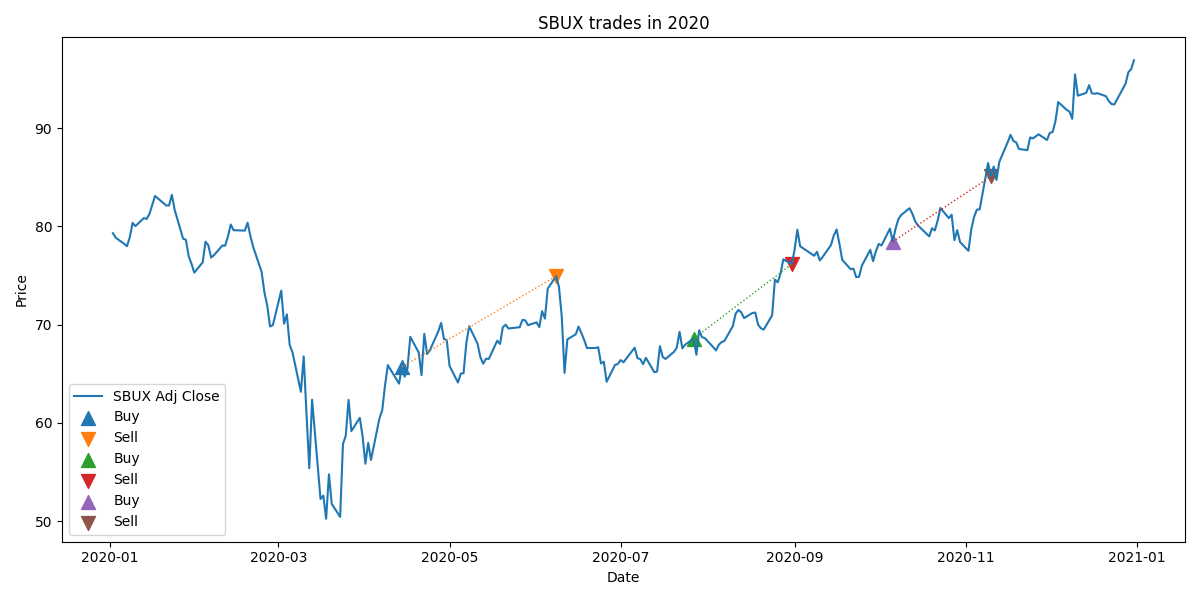 SBUX trades in 2020
Price
90
80
70
60
50
SBUX Adj Close
Buy
Sell
Buy
Sell
Buy
Sell
2020-01
2020-03
2020-05
2020-07
2020-09
2020-11
2021-01
Date